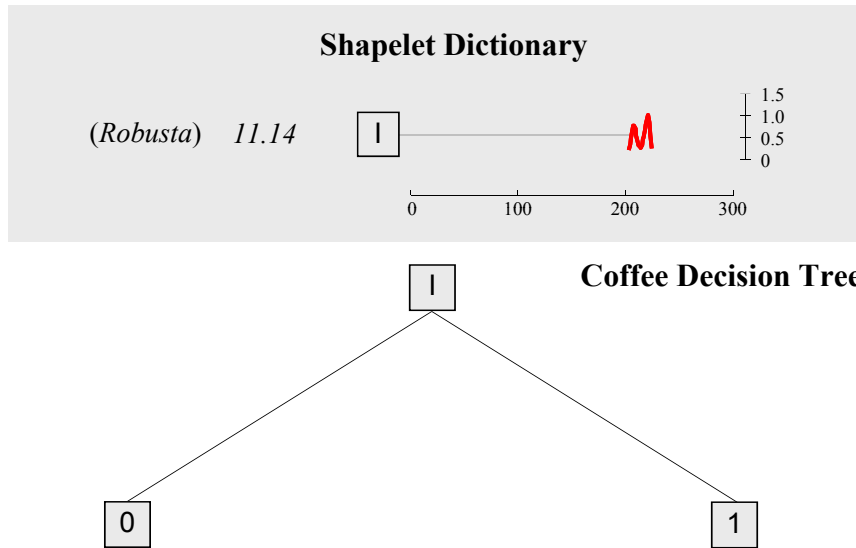 Shapelet Dictionary
(Robusta) 11.14 I
1.5
1.0
0.5
0
0 100 200 300
I
Coffee Decision Tree
0 1